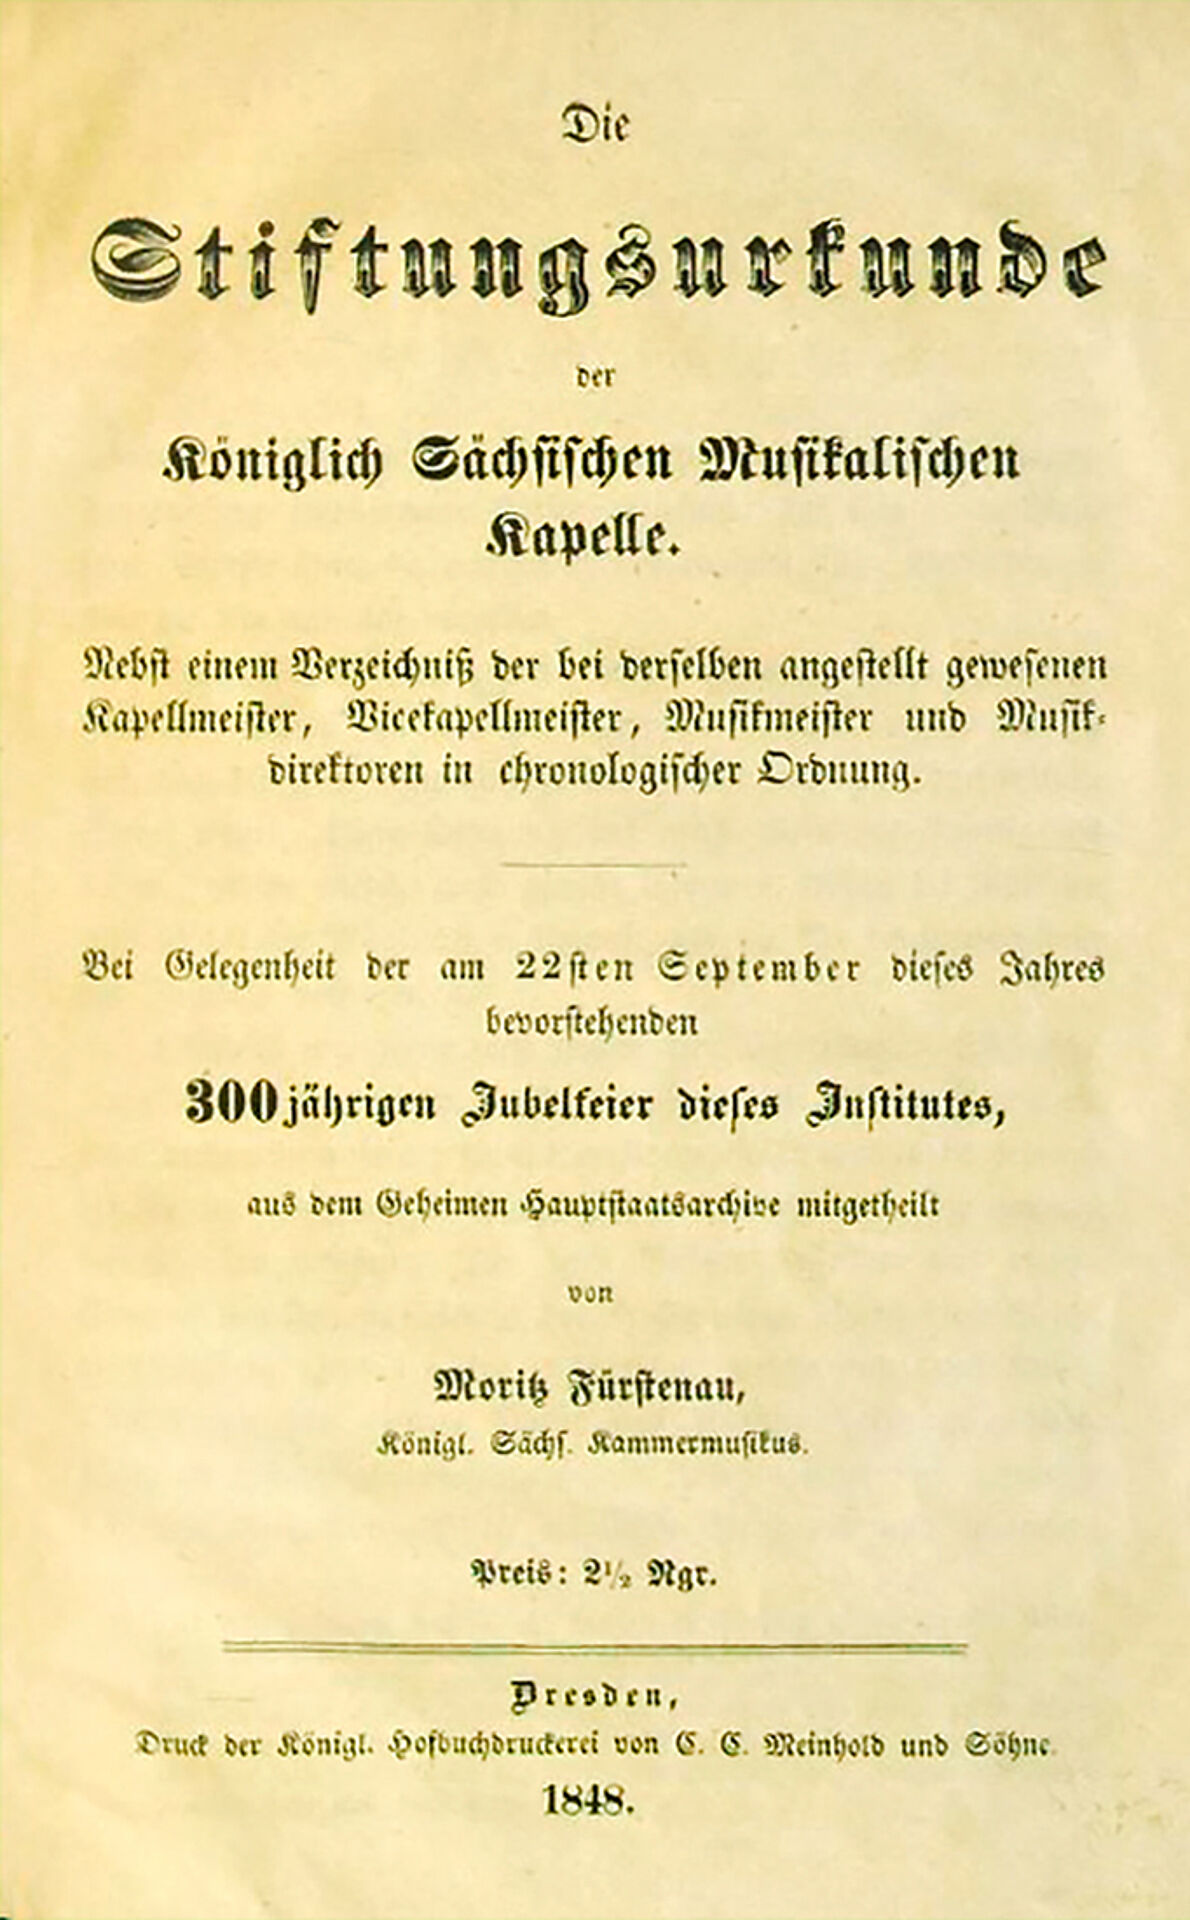 Die
Stiftungsurkunde
der
Königlich Sächsischen Musikalischen
Kapelle.
Nebst einem Verzeichniß der bei derselben angestellt gewesenen
Kapellmeister, Vicekapellmeister, Musikmeister und Musik-
direktoren in chronologischer Ordnung.
Bei Gelegenheit der am 22sten September dieses Jahres
bevorstehenden
300jährigen Jubelfeier dieses Institutes,
aus dem Geheimen Hauptstaatsarchive mitgetheilt
von
Moritz Fürstenau,
Königl. Sächs. Kammermusikus.
Preis: 2½ Ngr.
Dresden,
Druck der Königl. Hofbuchdruckerei von C. C. Meinhold und Söhne.
1848.